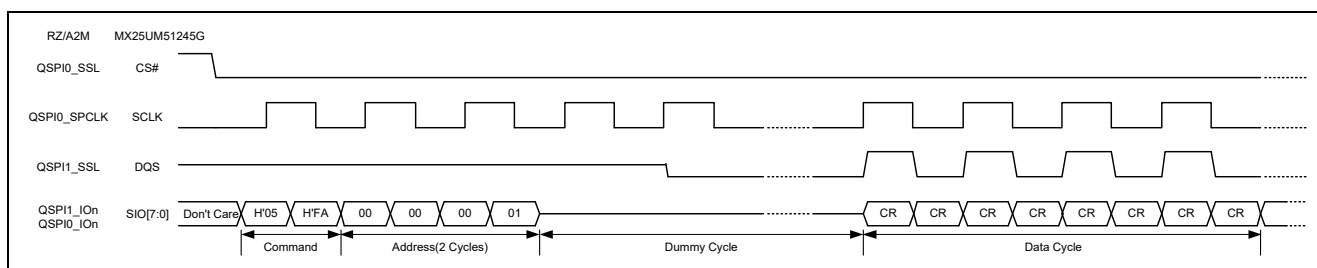 RZ/A2M MX25UM51245G
QSPI0_SSL CS#
QSPI0_SPCLK SCLK
QSPI1_SSL DQS
QSPI1_IOn
QSPI0_IOn
SIO[7:0] Don't Care H'05 H'FA 00 00 00 01 CR CR CR CR CR CR CR CR
Command Address(2 Cycles) Dummy Cycle Data Cycle